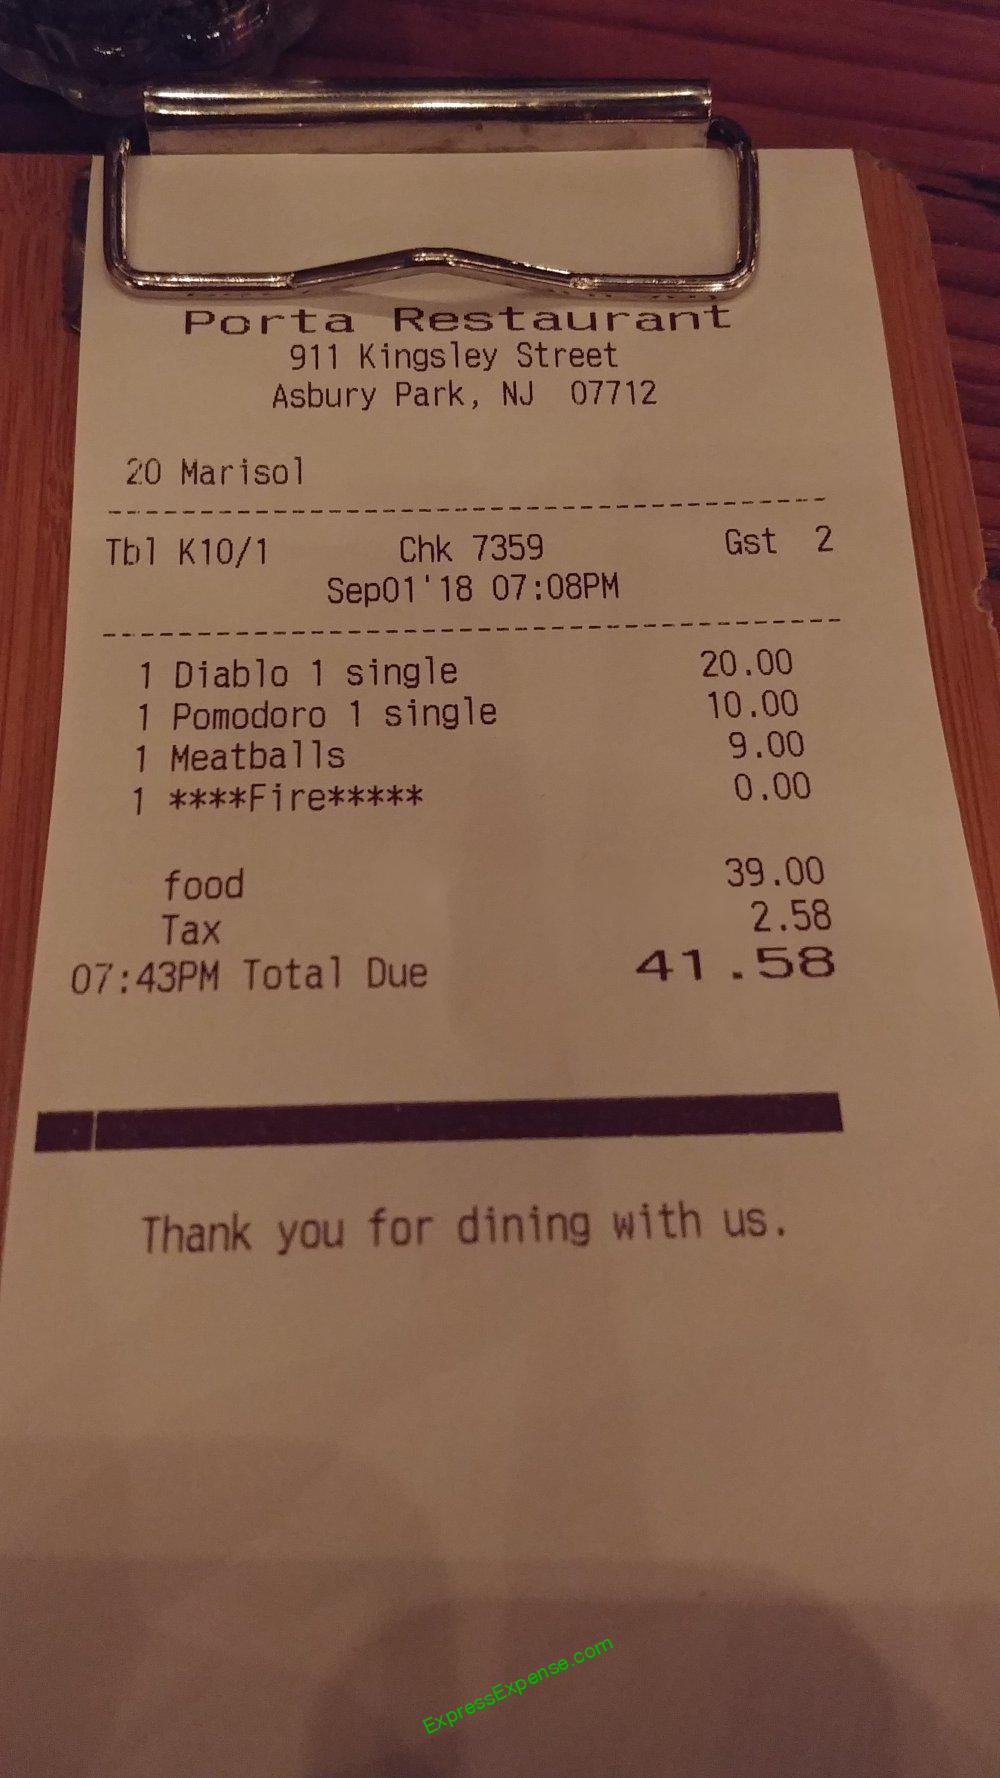 Porta Restaurant
911 Kingsley Street
Asbury Park, NJ 07712
20 Marisol
Tbl K10/1 Chk 7359 Gst 2
Sep01'18 07:08PM
1 Diablo 1 single 20.00
1 Pomodoro 1 single 10.00
1 Meatballs 9.00
1 ****Fire***** 0.00
food 39.00
Tax 2.58
07:43PM Total Due 41.58
Thank you for dining with us.
ExpressExpense.com